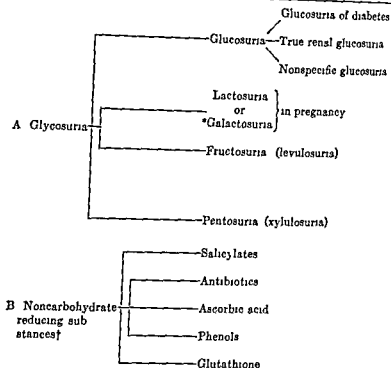 Glucosuria of diabetes
Glucosuria
True renal glucosuria
Nonspecific glucosuria
Lactosuria
or
*Galactosuria
in pregnancy
A Glycosuria
Fructosuria (levulosuria)
Pentosuria (xylulosuria)
Salicylates
Antibiotics
B Noncarbohydrate
reducing sub
stances†
Ascorbic acid
Phenols
Glutathione